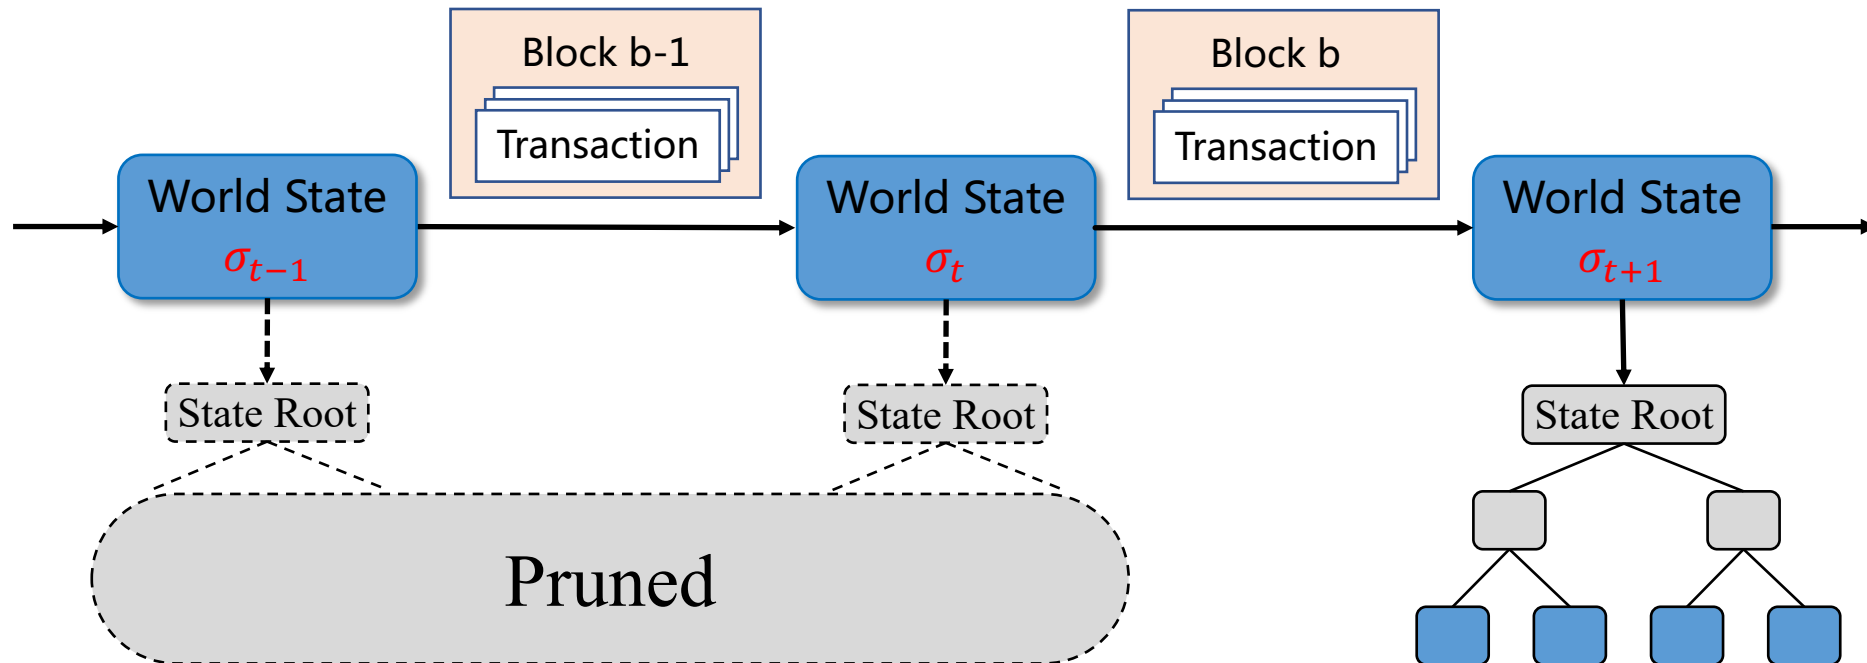 Block b-1
Transaction
Block b
Transaction
World State
σₜ₋₁
World State
σₜ
World State
σₜ₊₁
State Root
State Root
State Root
Pruned